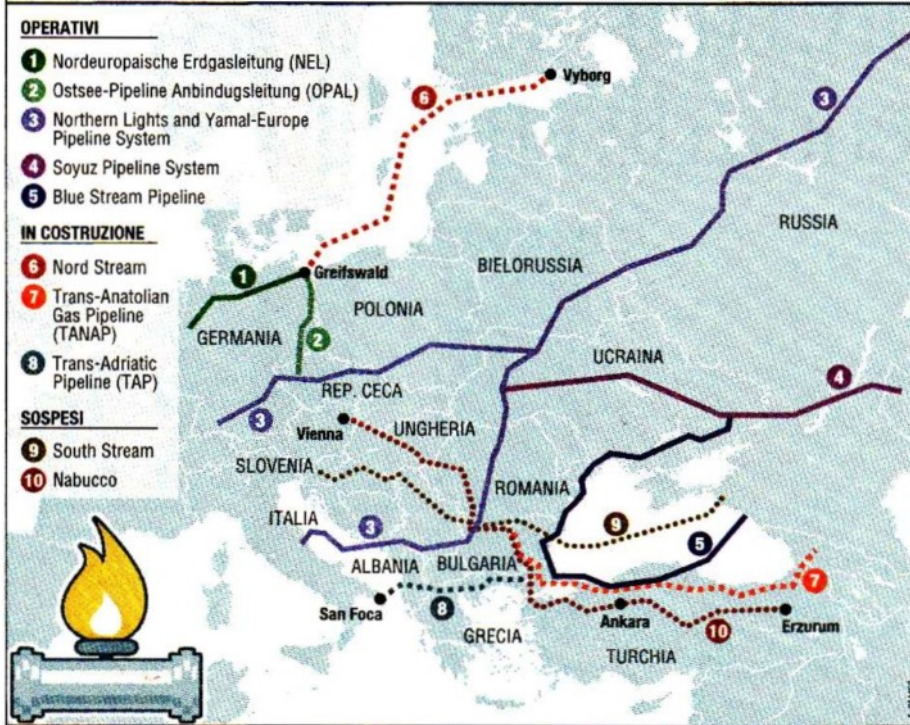 OPERATIVI
1 Nordeuropaische Erdgasleitung (NEL)
2 Ostsee-Pipeline Anbindugsleitung (OPAL)
3 Northern Lights and Yamal-Europe
Pipeline System
4 Soyuz Pipeline System
5 Blue Stream Pipeline
IN COSTRUZIONE
6 Nord Stream
7 Trans-Anatolian
Gas Pipeline
(TANAP)
8 Trans-Adriatic
Pipeline (TAP)
SOSPESI
9 South Stream
10 Nabucco
Vyborg
6
3
RUSSIA
BIELORUSSIA
1
Greifswald
POLONIA
GERMANIA
2
UCRAINA
4
REP. CECA
3
Vienna
UNGHERIA
SLOVENIA
ROMANIA
9
ITALIA
3
5
ALBANIA
BULGARIA
7
San Foca
8
Ankara
10
Erzurum
GRECIA
TURCHIA